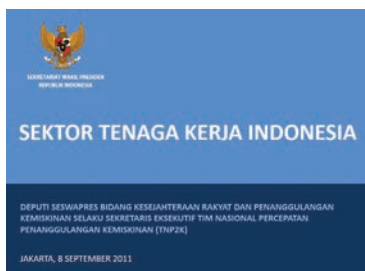 SEKRETARIAT WAKIL PRESIDEN
REPUBLIK INDONESIA
SEKTOR TENAGA KERJA INDONESIA
DEPUTI SESWAPRES BIDANG KESEJAHTERAAN RAKYAT DAN PENANGGULANGAN
KEMISKINAN SELAKU SEKRETARIS EKSEKUTIF TIM NASIONAL PERCEPATAN
PENANGGULANGAN KEMISKINAN (TNP2K)
JAKARTA, 8 SEPTEMBER 2011